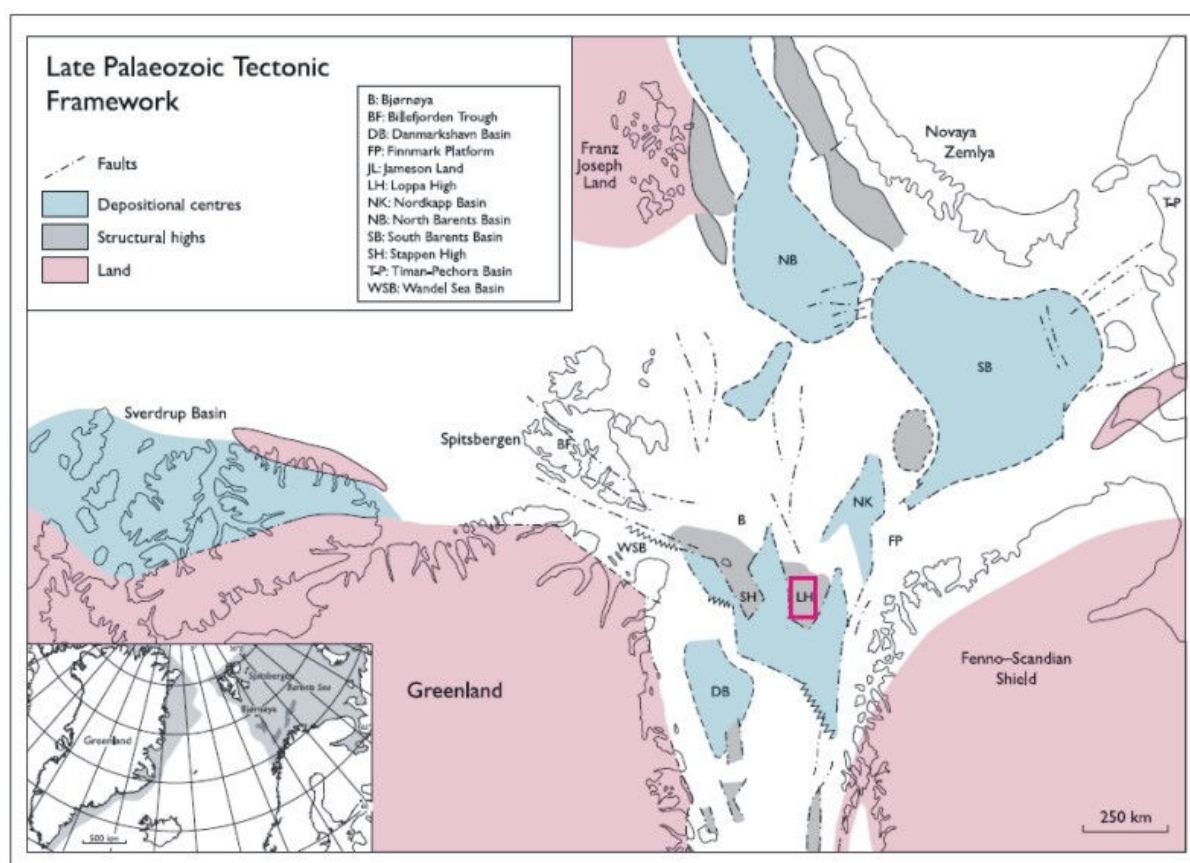 Late Palaeozoic Tectonic
Framework
Faults
Depositional centres
Structural highs
Land
B: Bjørnøya
BF: Billefjorden Trough
DB: Danmarkshavn Basin
FP: Finnmark Platform
JL: Jameson Land
LH: Loppa High
NK: Nordkapp Basin
NB: North Barents Basin
SB: South Barents Basin
SH: Stappen High
T-P: Timan–Pechora Basin
WSB: Wandel Sea Basin
Franz
Joseph
Land
Novaya
Zemlya
T-P
NB
SB
Sverdrup Basin
Spitsbergen
BF
NK
B
FP
WSB
SH
LH
Fenno–Scandian
Shield
Greenland
DB
250 km
0°
Spitsbergen
Barents Sea
Bjørnøya
Greenland
500 km